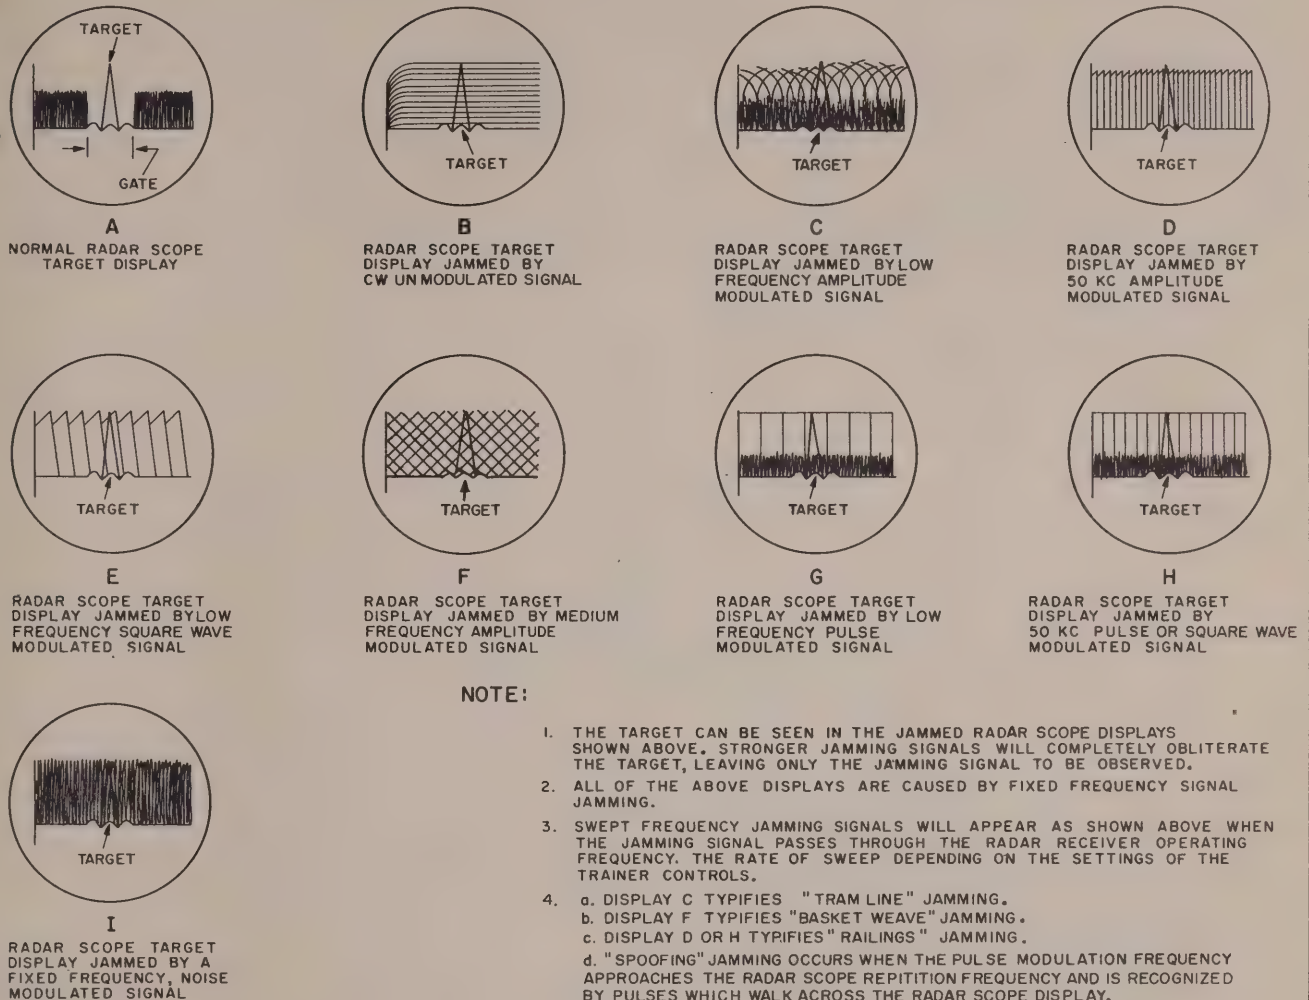 TARGET
GATE
A
NORMAL RADAR SCOPE
TARGET DISPLAY
TARGET
B
RADAR SCOPE TARGET
DISPLAY JAMMED BY
CW UNMODULATED SIGNAL
TARGET
C
RADAR SCOPE TARGET
DISPLAY JAMMED BY LOW
FREQUENCY AMPLITUDE
MODULATED SIGNAL
TARGET
D
RADAR SCOPE TARGET
DISPLAY JAMMED BY
50 KC AMPLITUDE
MODULATED SIGNAL
TARGET
E
RADAR SCOPE TARGET
DISPLAY JAMMED BY LOW
FREQUENCY SQUARE WAVE
MODULATED SIGNAL
TARGET
F
RADAR SCOPE TARGET
DISPLAY JAMMED BY MEDIUM
FREQUENCY AMPLITUDE
MODULATED SIGNAL
TARGET
G
RADAR SCOPE TARGET
DISPLAY JAMMED BY LOW
FREQUENCY PULSE
MODULATED SIGNAL
TARGET
H
RADAR SCOPE TARGET
DISPLAY JAMMED BY
50 KC PULSE OR SQUARE WAVE
MODULATED SIGNAL
TARGET
I
RADAR SCOPE TARGET
DISPLAY JAMMED BY A
FIXED FREQUENCY, NOISE
MODULATED SIGNAL
NOTE:
1. THE TARGET CAN BE SEEN IN THE JAMMED RADAR SCOPE DISPLAYS
SHOWN ABOVE. STRONGER JAMMING SIGNALS WILL COMPLETELY OBLITERATE
THE TARGET, LEAVING ONLY THE JAMMING SIGNAL TO BE OBSERVED.
2. ALL OF THE ABOVE DISPLAYS ARE CAUSED BY FIXED FREQUENCY SIGNAL
JAMMING.
3. SWEPT FREQUENCY JAMMING SIGNALS WILL APPEAR AS SHOWN ABOVE WHEN
THE JAMMING SIGNAL PASSES THROUGH THE RADAR RECEIVER OPERATING
FREQUENCY. THE RATE OF SWEEP DEPENDING ON THE SETTINGS OF THE
TRAINER CONTROLS.
4. a. DISPLAY C TYPIFIES "TRAM LINE" JAMMING.
b. DISPLAY F TYPIFIES "BASKET WEAVE" JAMMING.
c. DISPLAY D OR H TYPIFIES "RAILINGS" JAMMING.
d. "SPOOFING" JAMMING OCCURS WHEN THE PULSE MODULATION FREQUENCY
APPROACHES THE RADAR SCOPE REPITITION FREQUENCY AND IS RECOGNIZED
BY PULSES WHICH WALK ACROSS THE RADAR SCOPE DISPLAY.